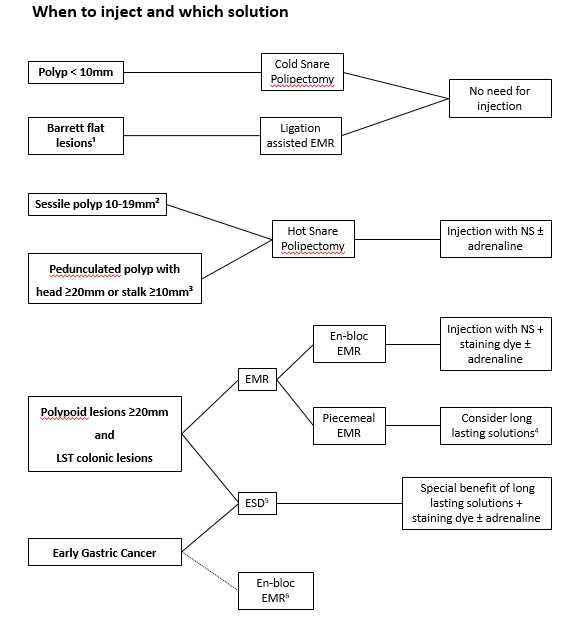 When to inject and which solution
Polyp < 10mm
Cold Snare
Polipectomy
No need for
injection
Barrett flat
lesions¹
Ligation
assisted EMR
Sessile polyp 10-19mm²
Hot Snare
Polipectomy
Injection with NS ±
adrenaline
Pedunculated polyp with
head ≥20mm or stalk ≥10mm³
En-bloc
EMR
Injection with NS +
staining dye ±
adrenaline
EMR
Polypoid lesions ≥20mm
and
LST colonic lesions
Piecemeal
EMR
Consider long
lasting solutions⁴
ESD⁵
Special benefit of long
lasting solutions +
staining dye ± adrenaline
Early Gastric Cancer
En-bloc
EMR⁶